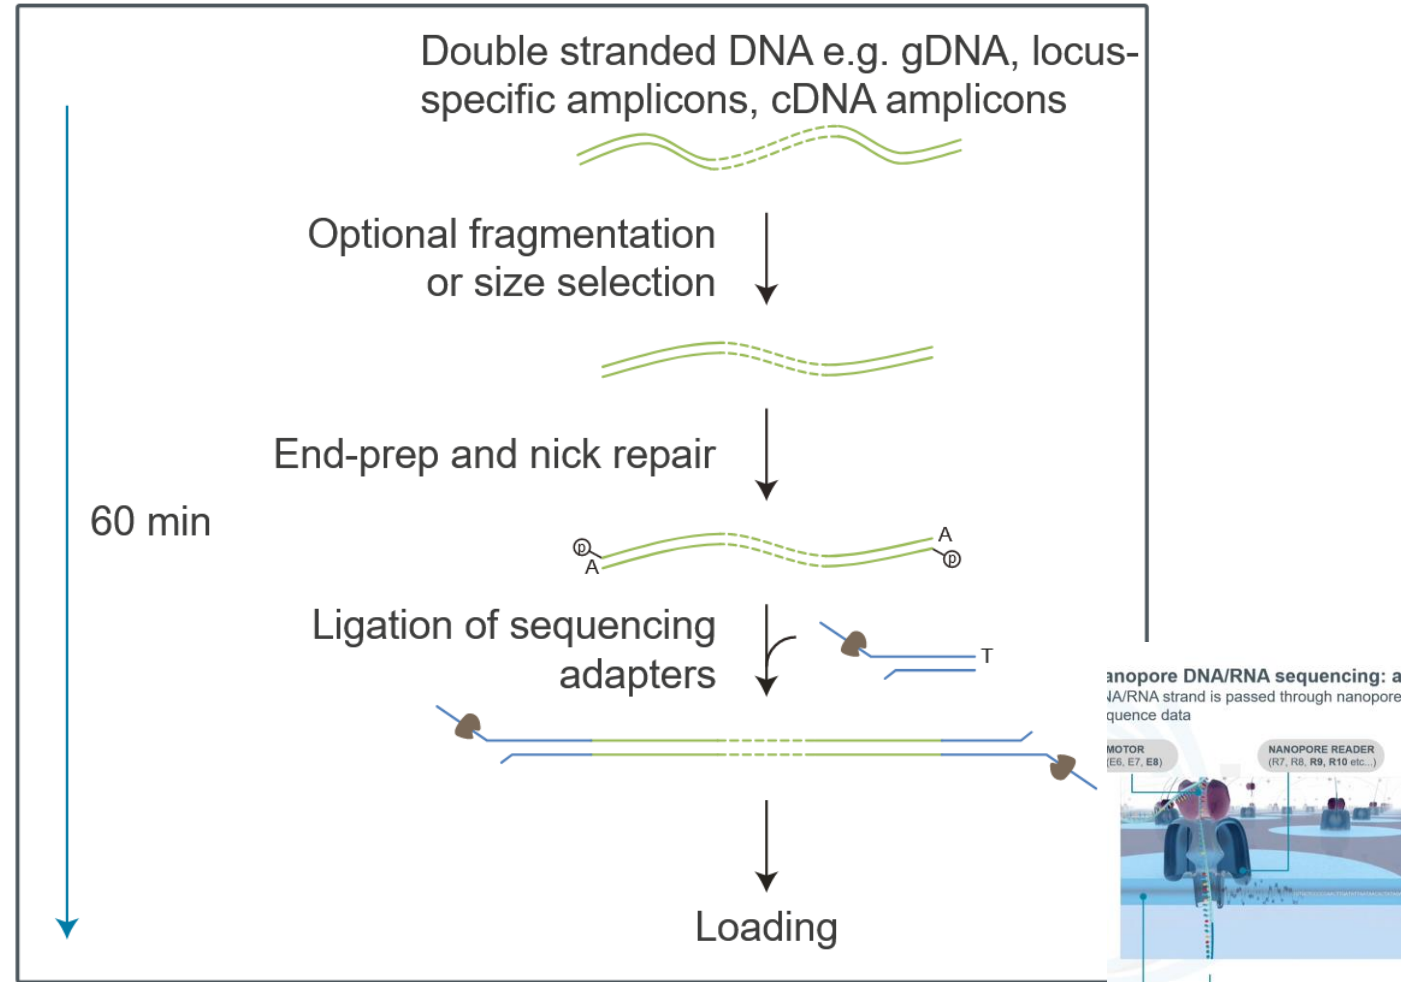 Double stranded DNA e.g. gDNA, locus-
specific amplicons, cDNA amplicons
Optional fragmentation
or size selection
End-prep and nick repair
60 min
p
A
A
p
Ligation of sequencing
adapters
T
anopore DNA/RNA sequencing: a
NA/RNA strand is passed through nanopore
quence data
MOTOR
(E6, E7, E8)
NANOPORE READER
(R7, R8, R9, R10 etc...)
Loading